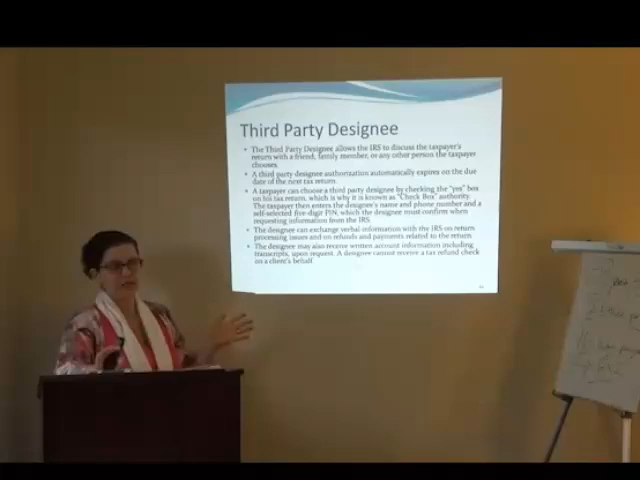 Third Party Designee
• The Third Party Designee allows the IRS to discuss the taxpayer's
return with a friend, family member, or any other person the taxpayer
chooses.
• A third party designee authorization automatically expires on the due
date of the next tax return.
• A taxpayer can choose a third party designee by checking the "yes" box
on his tax return, which is why it is known as "Check Box" authority.
The taxpayer then enters the designee's name and phone number and a
self-selected five-digit PIN, which the designee must confirm when
requesting information from the IRS.
• The designee can exchange verbal information with the IRS on return
processing issues and on refunds and payments related to the return.
• The designee may also receive written account information including
transcripts, upon request. A designee cannot receive a tax refund check
on a client's behalf.